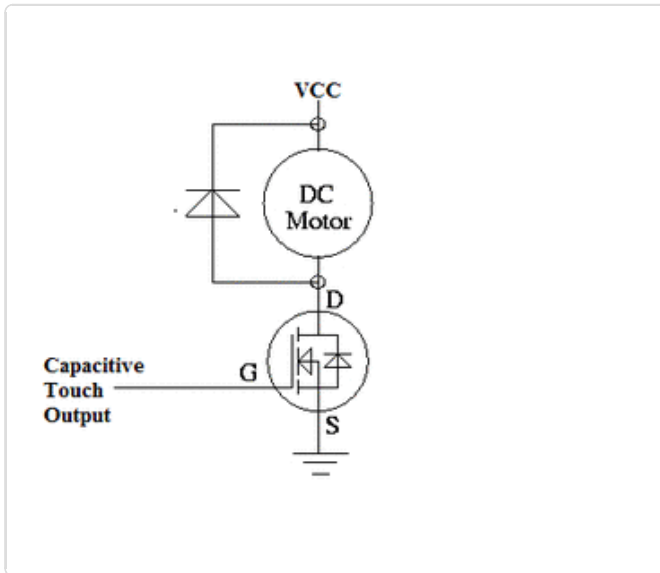 VCC
DC
Motor
D
Capacitive
Touch
Output
G
S